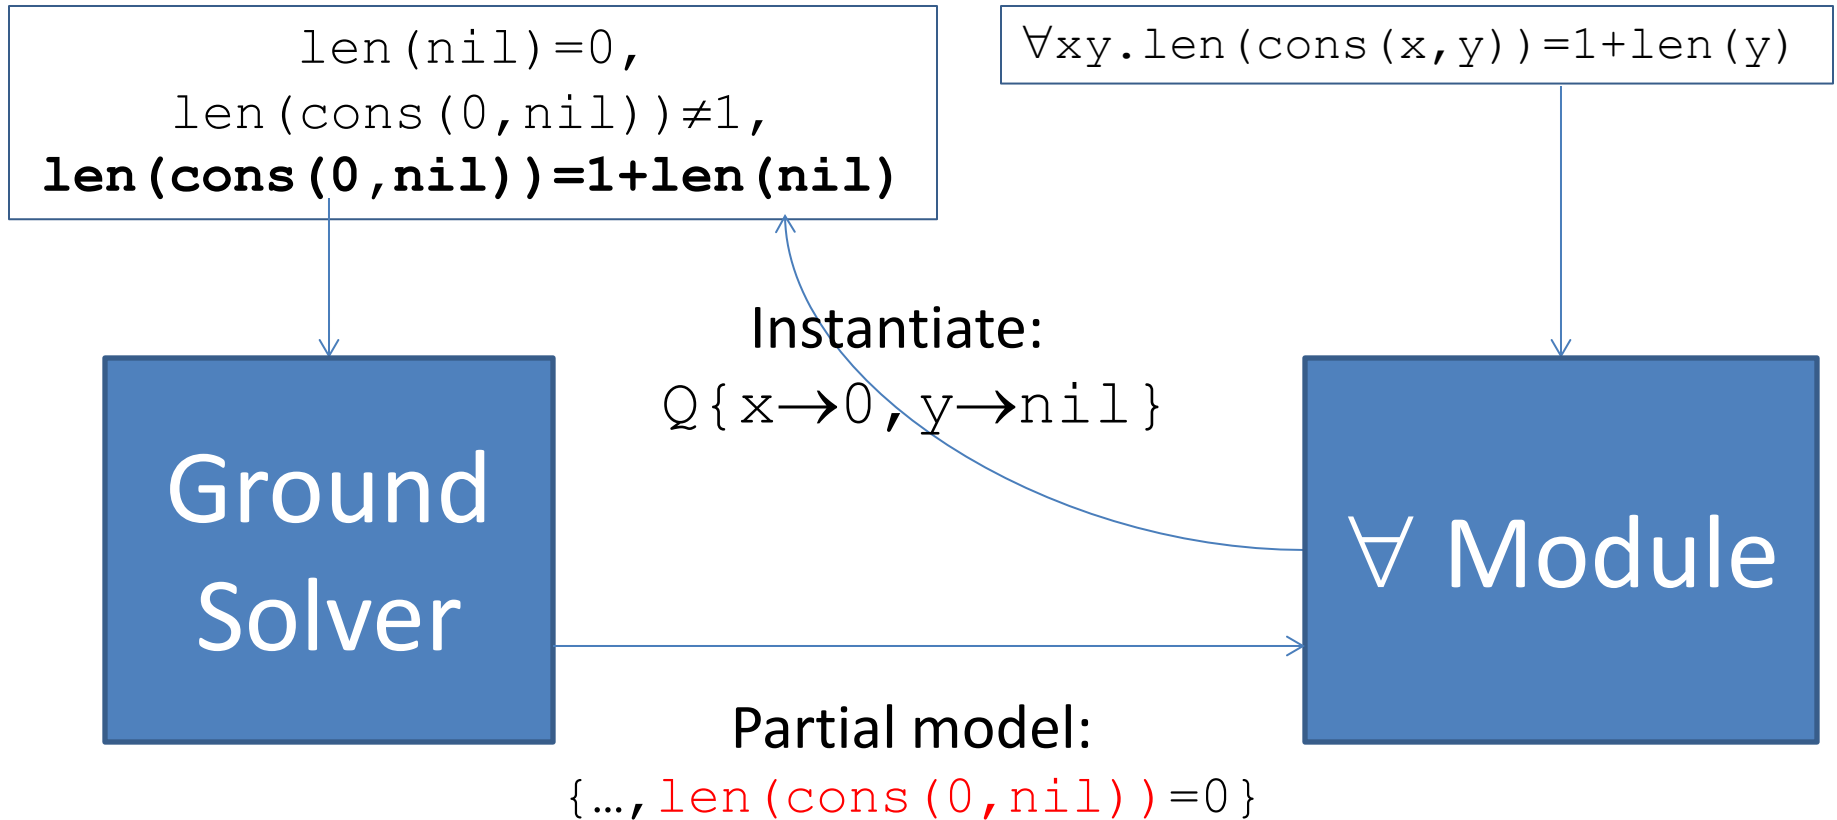 len(nil)=0,
len(cons(0,nil))≠1,
len(cons(0,nil))=1+len(nil)
∀xy.len(cons(x,y))=1+len(y)
Instantiate:
Q{x→0,y→nil}
Ground
Solver
∀ Module
Partial model:
{…,len(cons(0,nil))=0}